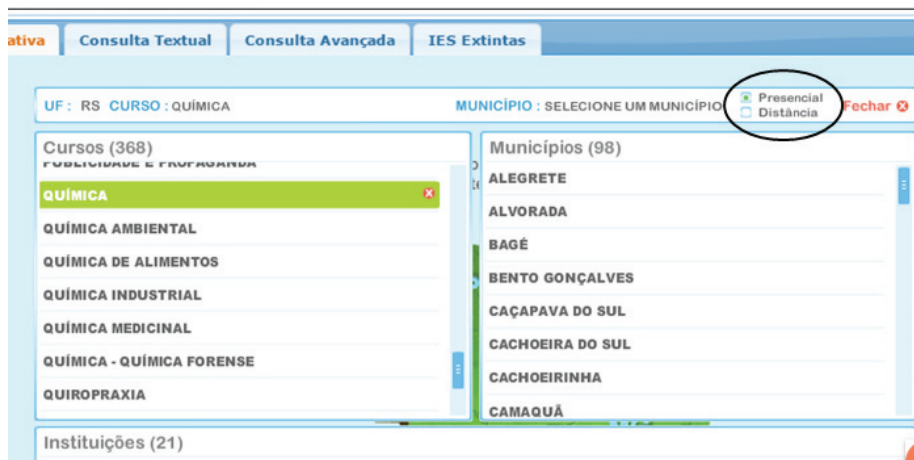 ativa Consulta Textual Consulta Avançada IES Extintas
UF : RS CURSO : QUÍMICA MUNICÍPIO : SELECIONE UM MUNICÍPIO Presencial Distância Fechar
Cursos (368)
PUBLICIDADE E PROPAGANDA
QUÍMICA
QUÍMICA AMBIENTAL
QUÍMICA DE ALIMENTOS
QUÍMICA INDUSTRIAL
QUÍMICA MEDICINAL
QUÍMICA - QUÍMICA FORENSE
QUIROPRAXIA
Municípios (98)
ALEGRETE
ALVORADA
BAGÉ
BENTO GONÇALVES
CAÇAPAVA DO SUL
CACHOEIRA DO SUL
CACHOEIRINHA
CAMAQUÃ
Instituições (21)